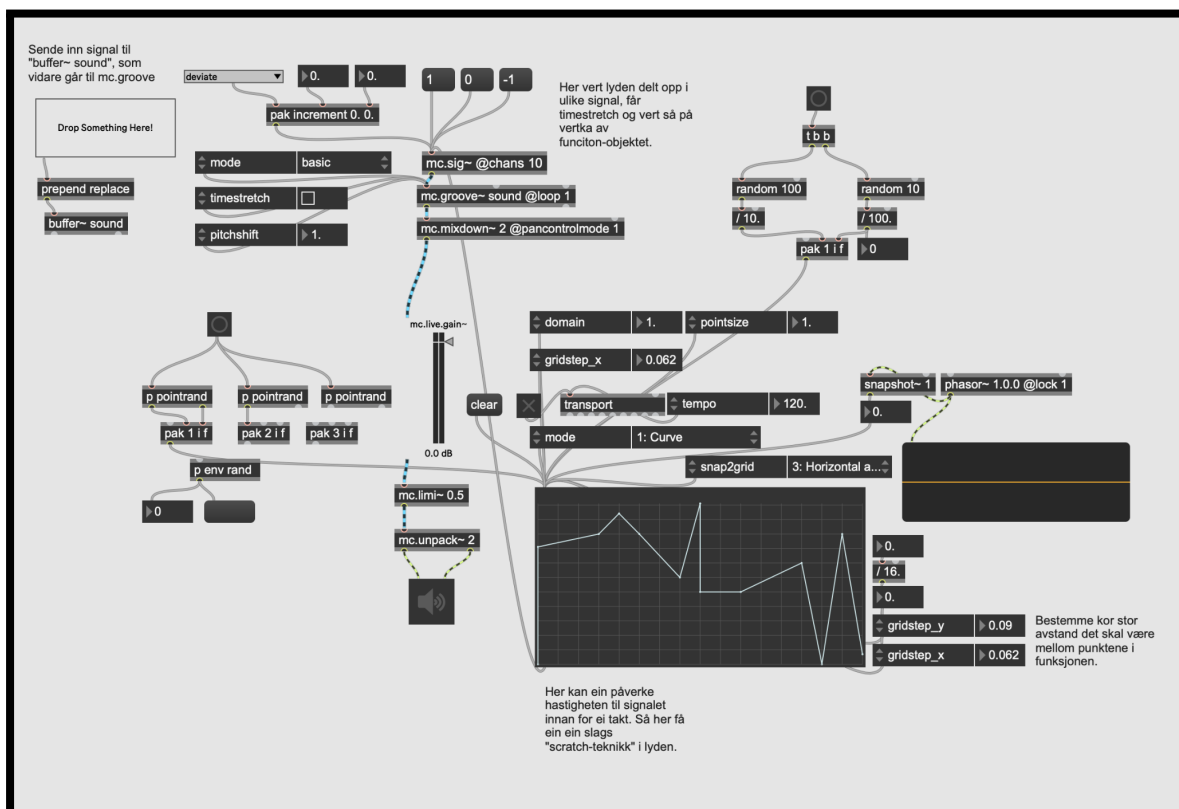 Sende inn signal til
"buffer~ sound", som
vidare går til mc.groove
deviate
0.
0.
pak increment 0. 0.
1
0
-1
Her vert lyden delt opp i
ulike signal, får
timestretch og vert så på
vertka av
funciton-objektet.
Drop Something Here!
prepend replace
buffer~ sound
mode
basic
timestretch
pitchshift
1.
mc.sig~ @chans 10
mc.groove~ sound @loop 1
mc.mixdown~ 2 @pancontrolmode 1
t b b
random 100
random 10
/ 10.
/ 100.
pak 1 i f
0
mc.live.gain~
0.0 dB
domain
1.
pointsize
1.
gridstep_x
0.062
clear
transport
tempo
120.
mode
1: Curve
snap2grid
3: Horizontal a...
snapshot~ 1
phasor~ 1.0.0 @lock 1
0.
p pointrand
p pointrand
p pointrand
pak 1 i f
pak 2 i f
pak 3 i f
p env rand
0
mc.limi~ 0.5
mc.unpack~ 2
0.
/ 16.
0.
gridstep_y
0.09
gridstep_x
0.062
Bestemme kor stor
avstand det skal være
mellom punktene i
funksjonen.
Her kan ein påverke
hastigheten til signalet
innan for ei takt. Så her få
ein ein slags
"scratch-teknikk" i lyden.